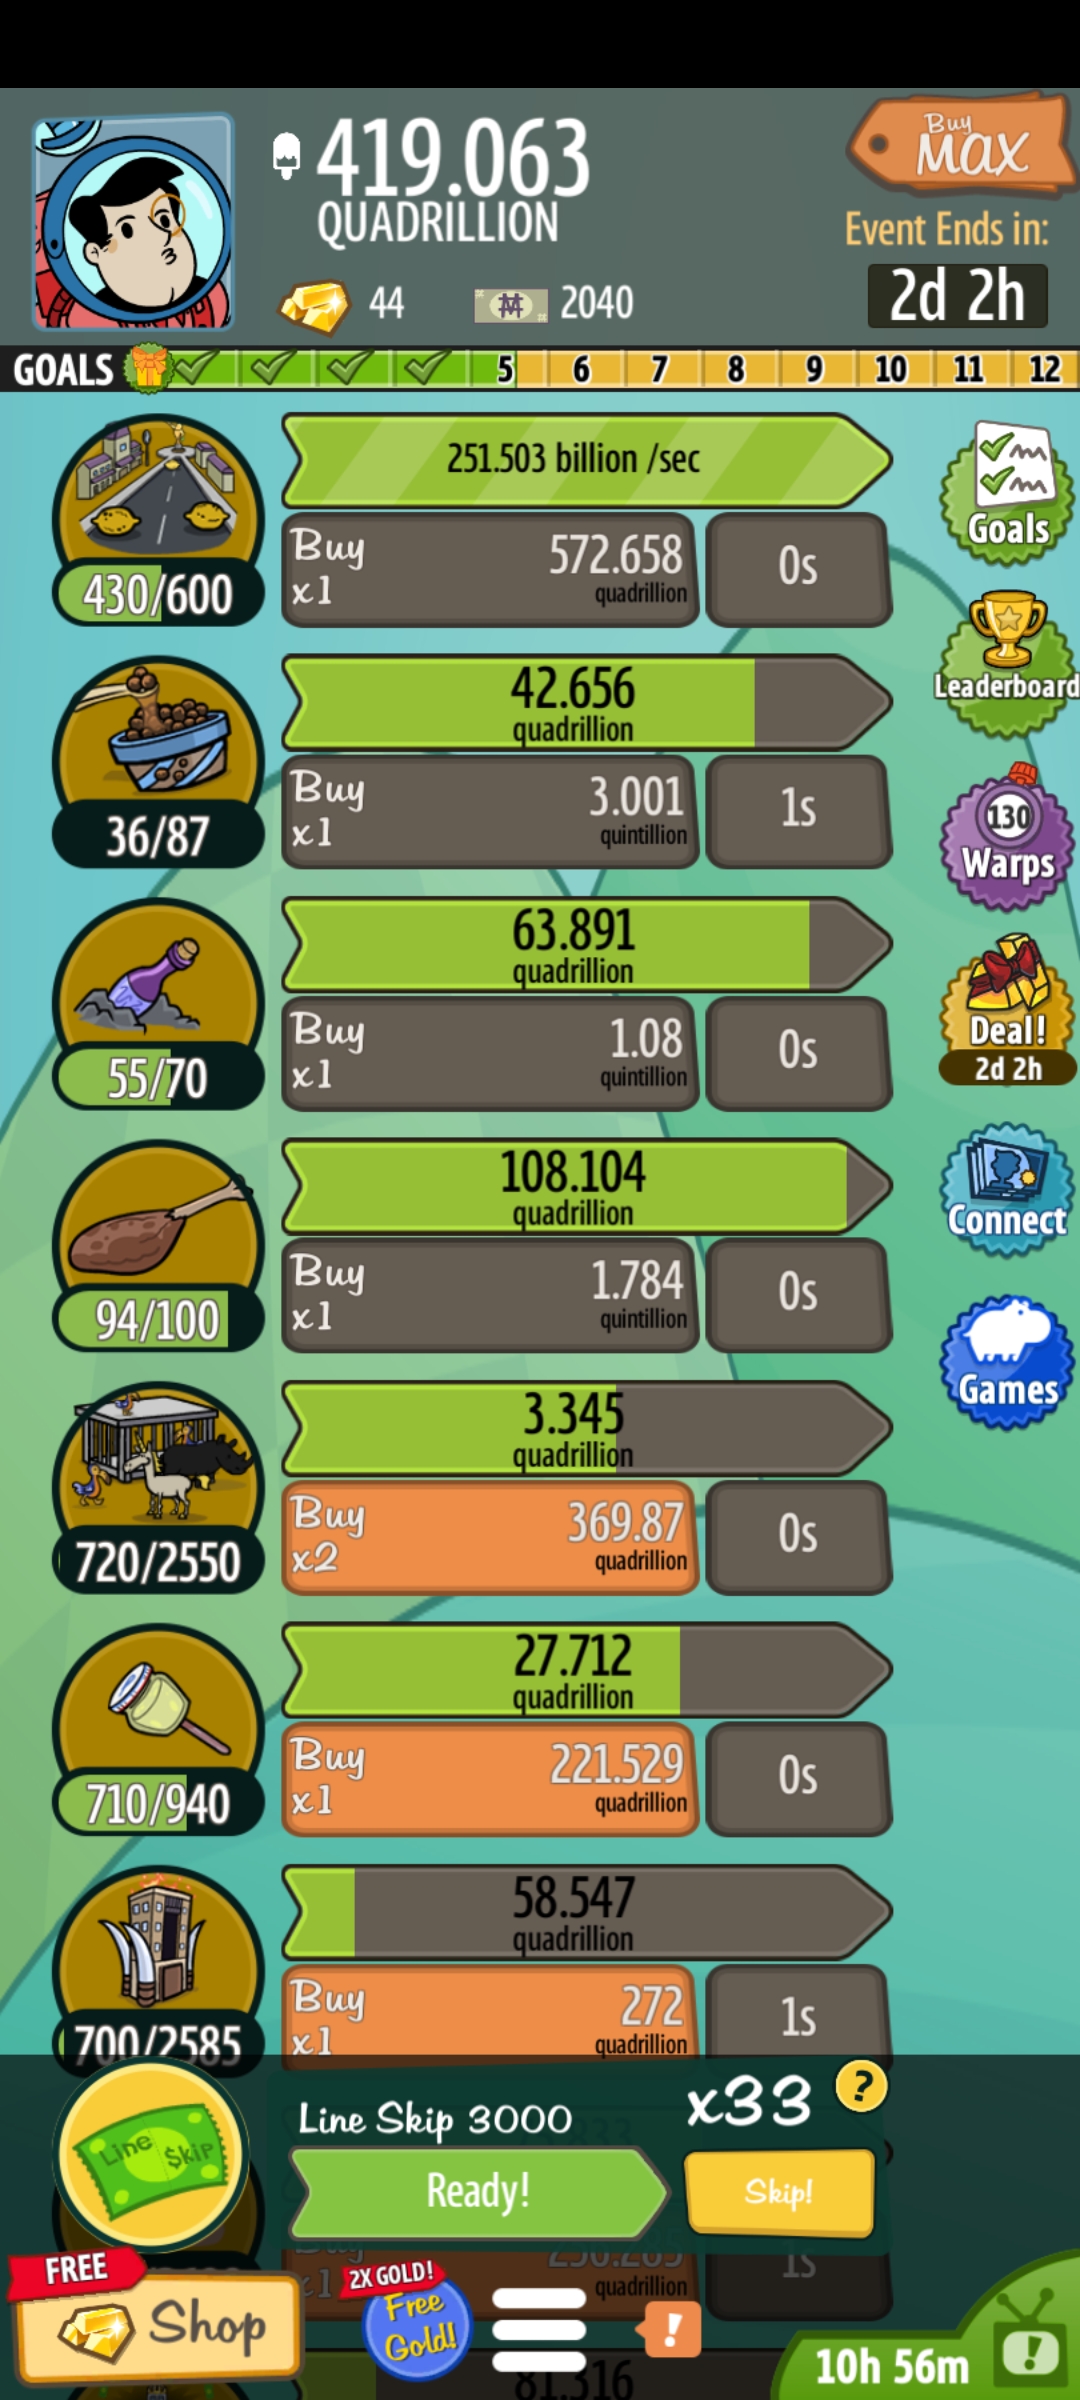 419.063
QUADRILLION
Buy
MAX
Event Ends in:
2d 2h
44
2040
GOALS
5
6
7
8
9
10
11
12
251.503 billion /sec
430/600
Buy
x1
572.658
quadrillion
0s
Goals
42.656
quadrillion
Leaderboard
36/87
Buy
x1
3.001
quintillion
1s
130
Warps
63.891
quadrillion
55/70
Buy
x1
1.08
quintillion
0s
Deal!
2d 2h
108.104
quadrillion
94/100
Buy
x1
1.784
quintillion
0s
Connect
3.345
quadrillion
720/2550
Buy
x2
369.87
quadrillion
0s
Games
27.712
quadrillion
710/940
Buy
x1
221.529
quadrillion
0s
58.547
quadrillion
700/2585
Buy
x1
272
quadrillion
1s
Line $kip
Line Skip 3000
x33
?
Ready!
Skip!
quadrillion
1s
FREE
Shop
2X GOLD!
Free
Gold!
!
10h 56m
!
81.316